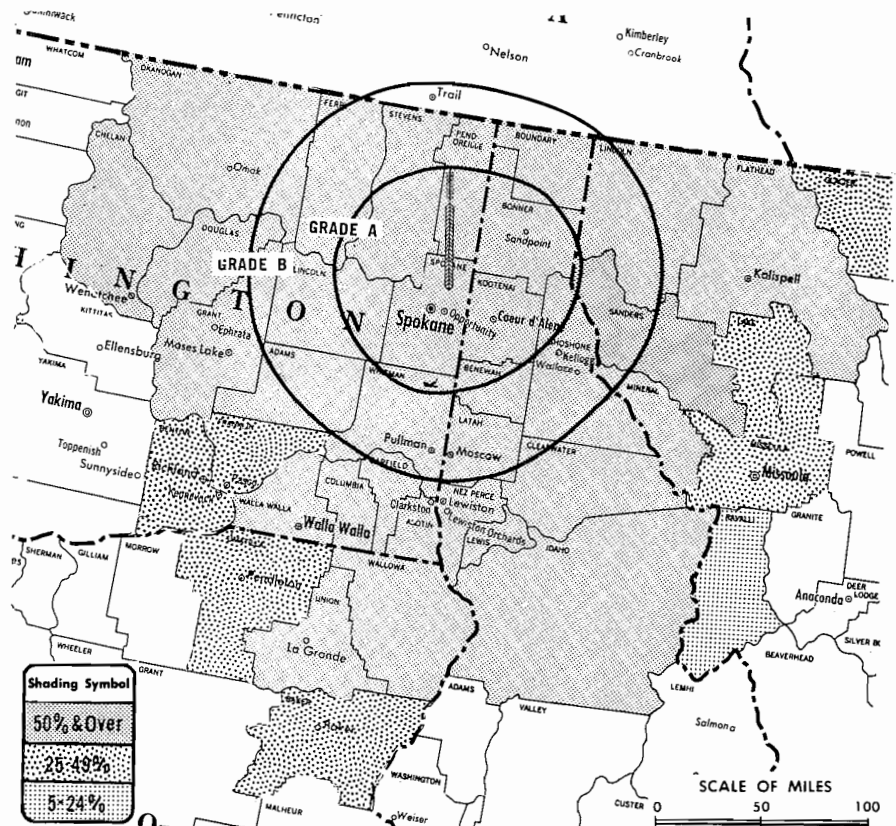 Nelson
Kimberley
Cranbrook
Trail
WHATCOM
OKANOGAN
STEVENS
PEND OREILLE
BOUNDARY
LINCOLN
FLATHEAD
CHELAN
Omak
DOUGLAS
GRADE A
GRADE B
LINCOLN
BONNER
Sandpoint
SPOKANE
KOOTENAI
Kalispell
H I N G T O N
Wenatchee
KITTITAS
GRANT
Ephrata
Moses Lake
ADAMS
Spokane
Opportunity
Coeur d'Alene
SANDERS
SHOSHONE
Kellogg
Wallace
Ellensburg
YAKIMA
WHITMAN
BENEWAH
MINERAL
LATAH
Yakima
Toppenish
Sunnyside
Pullman
Moscow
CLEARWATER
POWELL
Missoula
GARFIELD
COLUMBIA
NEZ PERCE
Clarkston
Lewiston
ASOTIN
Lewiston Orchards
LEWIS
IDAHO
WALLA WALLA
Walla Walla
RAVALLI
GRANITE
SHERMAN
GILLIAM
MORROW
WALLOWA
Pendleton
UNION
DEER LODGE
Anaconda
SILVER
WHEELER
La Grande
GRANT
BEAVERHEAD
ADAMS
VALLEY
LEMHI
Salmon
Baker
WASHINGTON
Weiser
MALHEUR
CUSTER
Shading Symbol
50% & Over
25-49%
5-24%
SCALE OF MILES
0 50 100